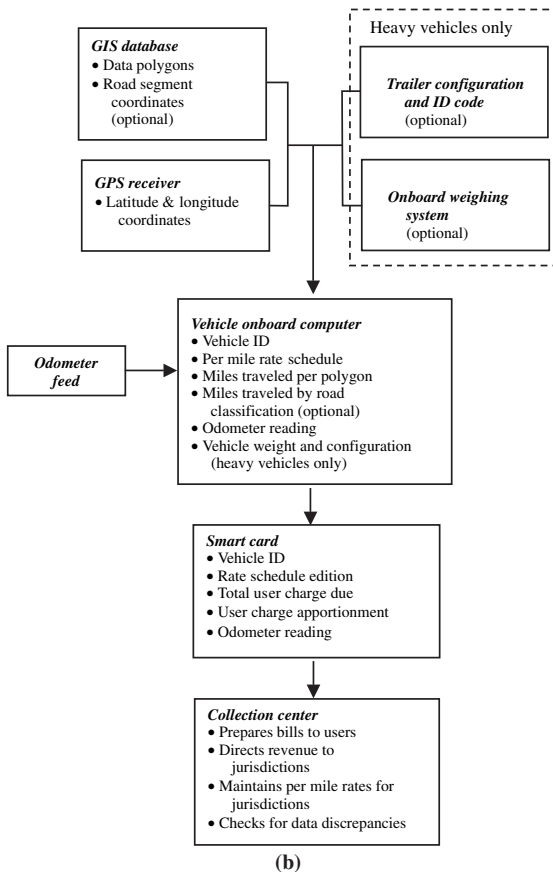 GIS database
• Data polygons
• Road segment
coordinates
(optional)
GPS receiver
• Latitude & longitude
coordinates
Heavy vehicles only
Trailer configuration
and ID code
(optional)
Onboard weighing
system
(optional)
Odometer
feed
Vehicle onboard computer
• Vehicle ID
• Per mile rate schedule
• Miles traveled per polygon
• Miles traveled by road
classification (optional)
• Odometer reading
• Vehicle weight and configuration
(heavy vehicles only)
Smart card
• Vehicle ID
• Rate schedule edition
• Total user charge due
• User charge apportionment
• Odometer reading
Collection center
• Prepares bills to users
• Directs revenue to
jurisdictions
• Maintains per mile rates for
jurisdictions
• Checks for data discrepancies
(b)